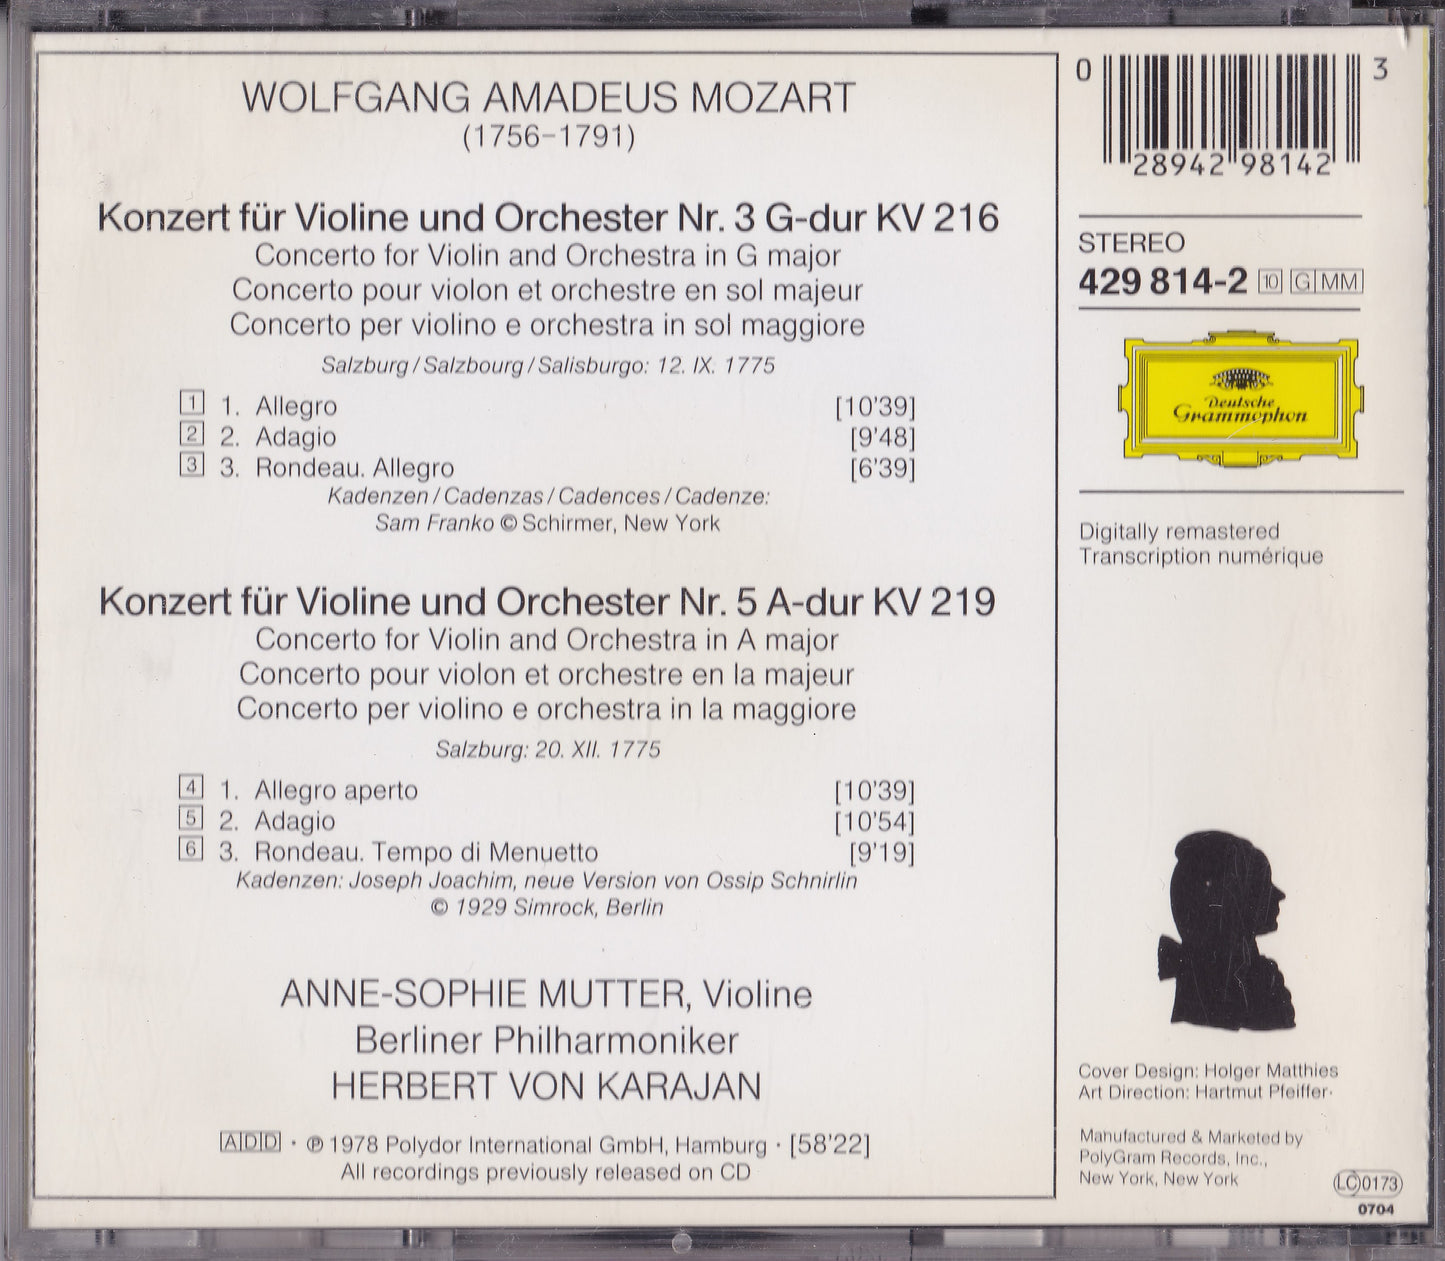 WOLFGANG AMADEUS MOZART
(1756–1791)
Konzert für Violine und Orchester Nr. 3 G-dur KV 216
Concerto for Violin and Orchestra in G major
Concerto pour violon et orchestre en sol majeur
Concerto per violino e orchestra in sol maggiore
Salzburg / Salzbourg / Salisburgo: 12. IX. 1775
1 1. Allegro [10'39]
2 2. Adagio [9'48]
3 3. Rondeau. Allegro [6'39]
Kadenzen / Cadenzas / Cadences / Cadenze:
Sam Franko © Schirmer, New York
Konzert für Violine und Orchester Nr. 5 A-dur KV 219
Concerto for Violin and Orchestra in A major
Concerto pour violon et orchestre en la majeur
Concerto per violino e orchestra in la maggiore
Salzburg: 20. XII. 1775
4 1. Allegro aperto [10'39]
5 2. Adagio [10'54]
6 3. Rondeau. Tempo di Menuetto [9'19]
Kadenzen: Joseph Joachim, neue Version von Ossip Schnirlin
© 1929 Simrock, Berlin
ANNE-SOPHIE MUTTER, Violine
Berliner Philharmoniker
HERBERT VON KARAJAN
ADD · ℗ 1978 Polydor International GmbH, Hamburg · [58'22]
All recordings previously released on CD
0 28942 98142 3
STEREO
429 814-2 10 G MM
Deutsche
Grammophon
Digitally remastered
Transcription numérique
Cover Design: Holger Matthies
Art Direction: Hartmut Pfeiffer·
Manufactured & Marketed by
PolyGram Records, Inc.,
New York, New York
LC 0173
0704